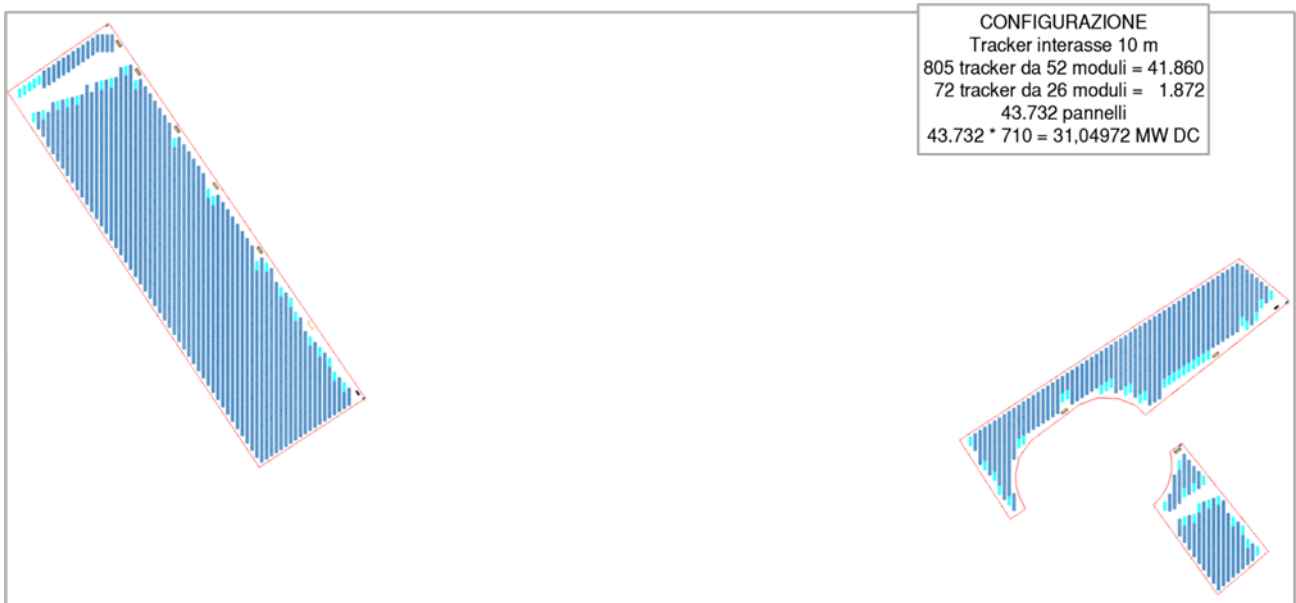 CONFIGURAZIONE
Tracker interasse 10 m
805 tracker da 52 moduli = 41.860
72 tracker da 26 moduli = 1.872
43.732 pannelli
43.732 * 710 = 31,04972 MW DC